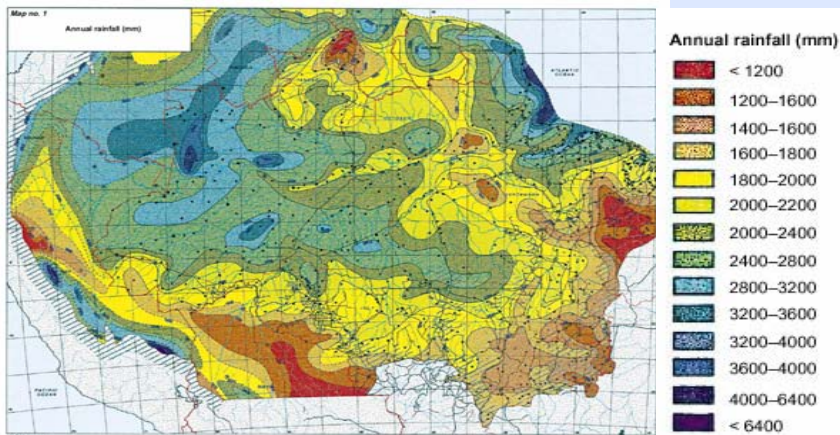 Map no. 1
Annual rainfall (mm)
ATLANTIC
OCEAN
PACIFIC
OCEAN
Annual rainfall (mm)
< 1200
1200–1600
1400–1600
1600–1800
1800–2000
2000–2200
2000–2400
2400–2800
2800–3200
3200–3600
3200–4000
3600–4000
4000–6400
< 6400